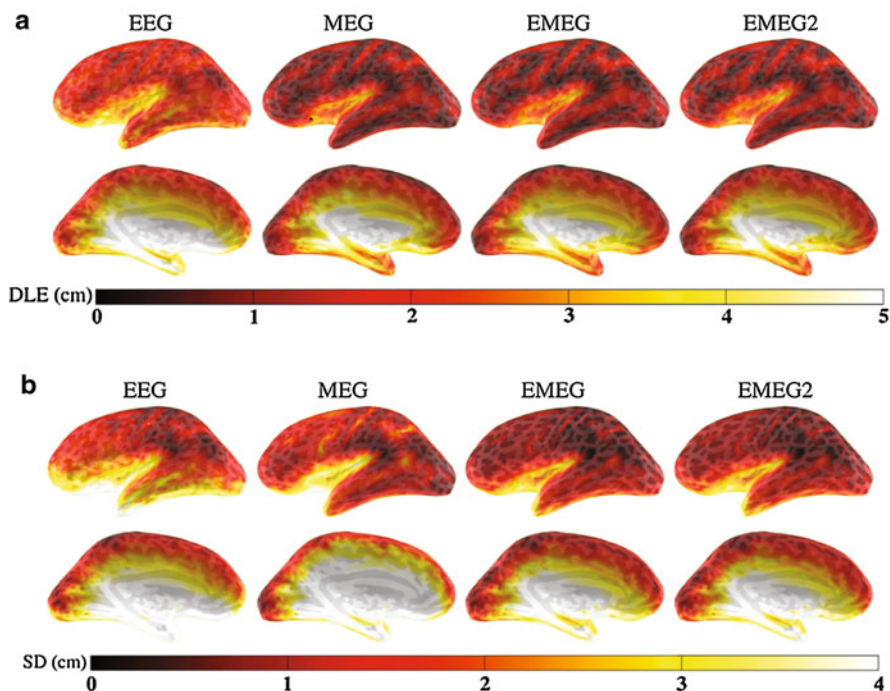 a
EEG MEG EMEG EMEG2
DLE (cm)
0 1 2 3 4 5
b
EEG MEG EMEG EMEG2
SD (cm)
0 1 2 3 4